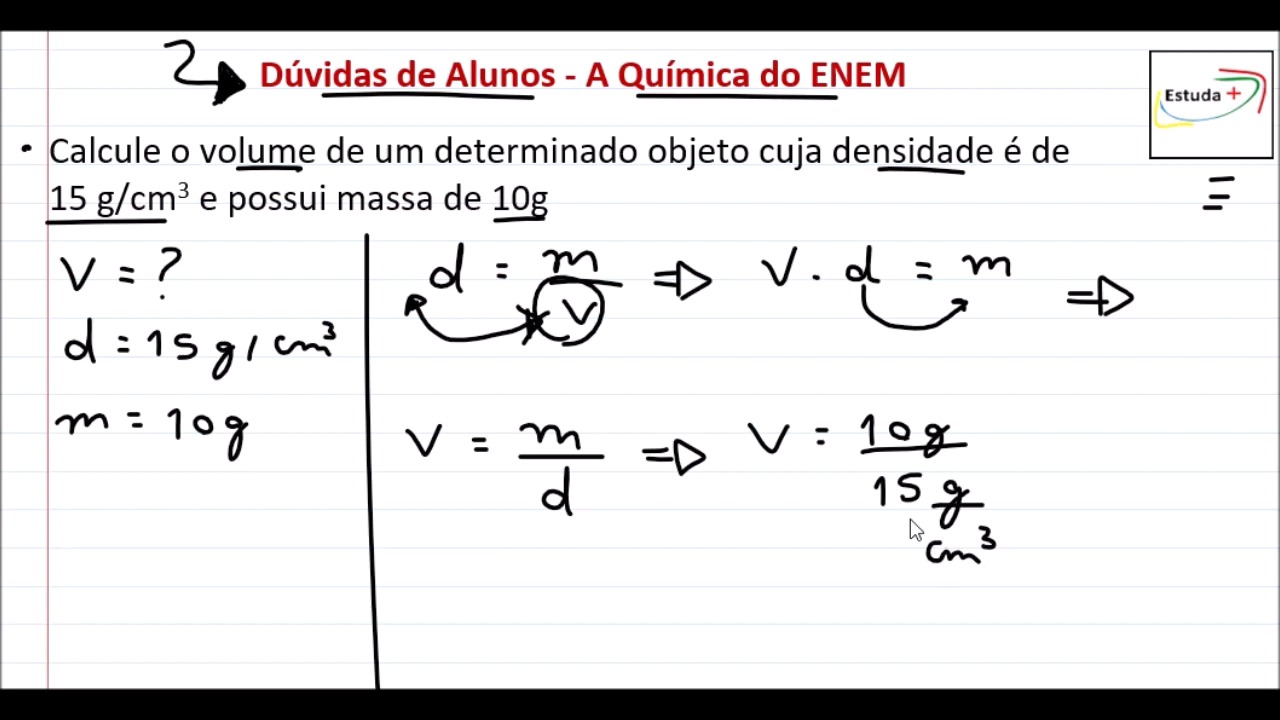 Dúvidas de Alunos - A Química do ENEM
Estuda +
• Calcule o volume de um determinado objeto cuja densidade é de
15 g/cm³ e possui massa de 10g
V = ?
d = 15 g/cm³
m = 10g
d = m/V ⇒ V . d = m ⇒
V = m/d ⇒ V = 10g/15 g/cm³